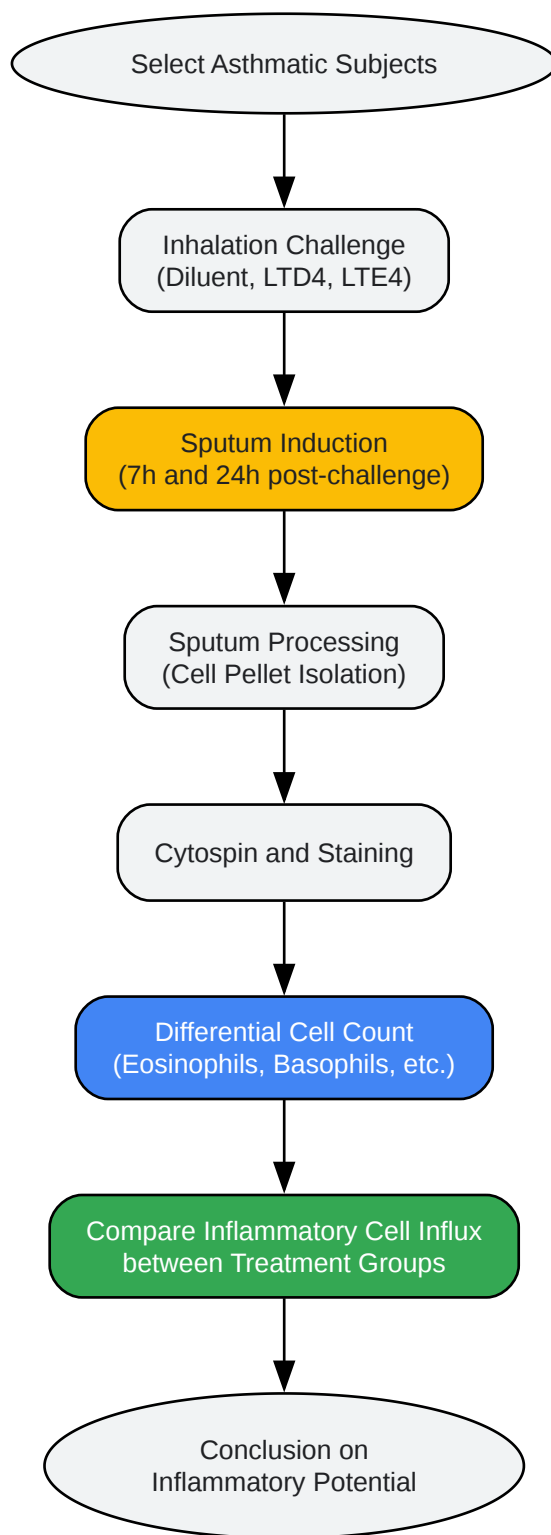 Select Asthmatic Subjects
Inhalation Challenge
(Diluent, LTD4, LTE4)
Sputum Induction
(7h and 24h post-challenge)
Sputum Processing
(Cell Pellet Isolation)
Cytospin and Staining
Differential Cell Count
(Eosinophils, Basophils, etc.)
Compare Inflammatory Cell Influx
between Treatment Groups
Conclusion on
Inflammatory Potential